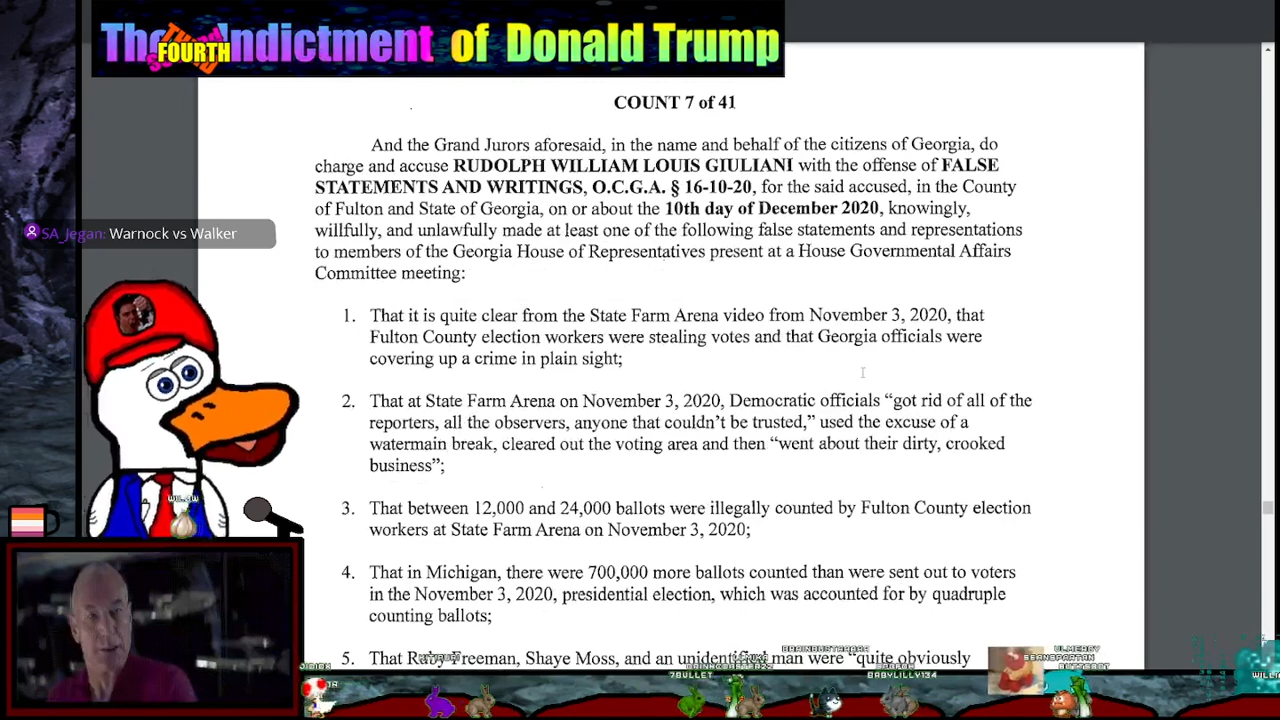 The FOURTH Indictment of Donald Trump
COUNT 7 of 41
And the Grand Jurors aforesaid, in the name and behalf of the citizens of Georgia, do
charge and accuse RUDOLPH WILLIAM LOUIS GIULIANI with the offense of FALSE
STATEMENTS AND WRITINGS, O.C.G.A. § 16-10-20, for the said accused, in the County
of Fulton and State of Georgia, on or about the 10th day of December 2020, knowingly,
willfully, and unlawfully made at least one of the following false statements and representations
to members of the Georgia House of Representatives present at a House Governmental Affairs
Committee meeting:
SA_Jegan: Warnock vs Walker
1. That it is quite clear from the State Farm Arena video from November 3, 2020, that
Fulton County election workers were stealing votes and that Georgia officials were
covering up a crime in plain sight;
2. That at State Farm Arena on November 3, 2020, Democratic officials “got rid of all of the
reporters, all the observers, anyone that couldn’t be trusted,” used the excuse of a
watermain break, cleared out the voting area and then “went about their dirty, crooked
business”;
3. That between 12,000 and 24,000 ballots were illegally counted by Fulton County election
workers at State Farm Arena on November 3, 2020;
4. That in Michigan, there were 700,000 more ballots counted than were sent out to voters
in the November 3, 2020, presidential election, which was accounted for by quadruple
counting ballots;
5. That Ruby Freeman, Shaye Moss, and an unidentified man were “quite obviously
7BULLET
BABYLILLY134